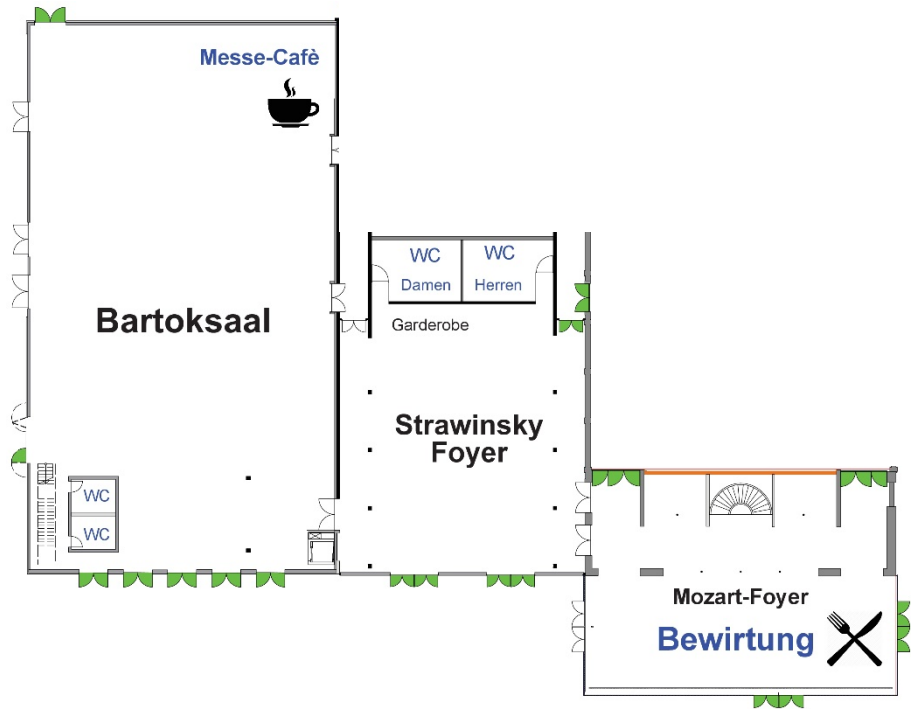 Messe-Cafè
WC
Damen
WC
Herren
Garderobe
Bartoksaal
Strawinsky
Foyer
WC
WC
Mozart-Foyer
Bewirtung